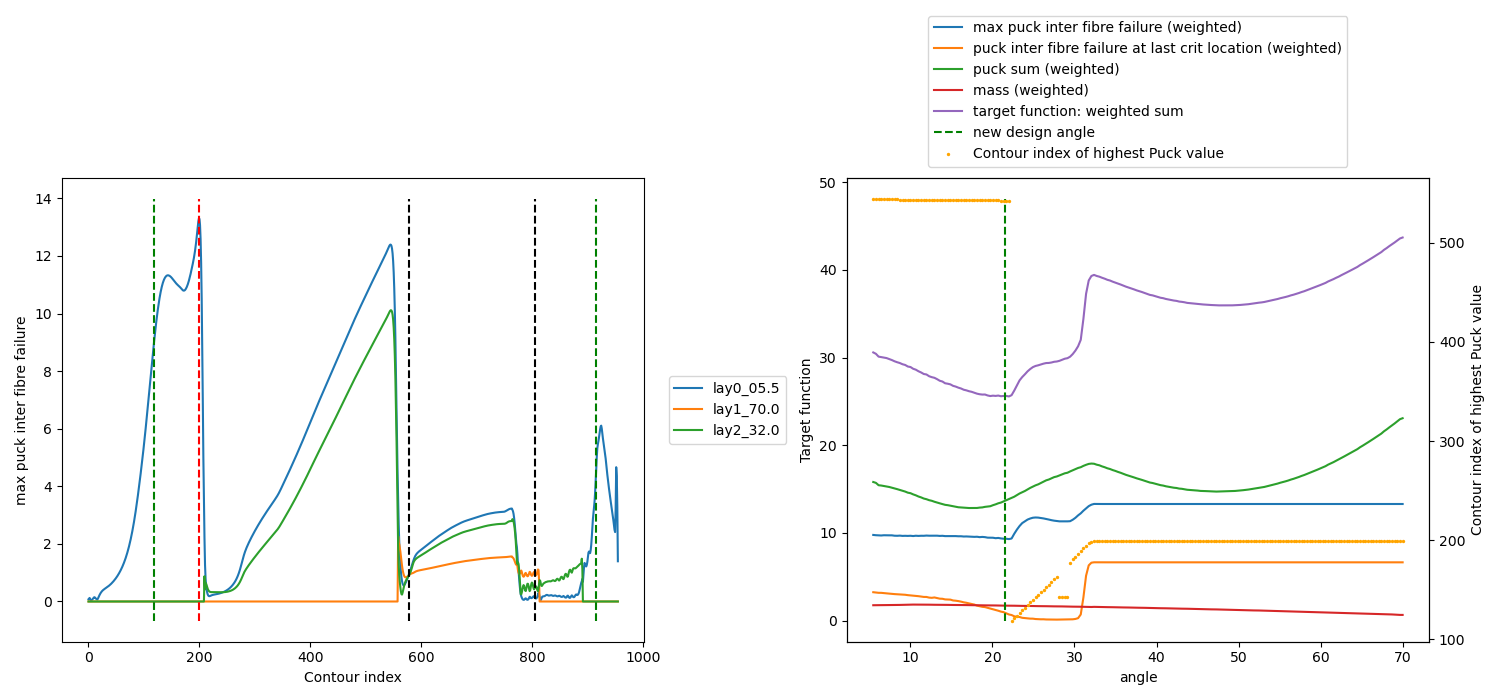 max puck inter fibre failure (weighted)
puck inter fibre failure at last crit location (weighted)
puck sum (weighted)
mass (weighted)
target function: weighted sum
new design angle
Contour index of highest Puck value
14
12
10
8
6
4
2
0
max puck inter fibre failure
0
200
400
600
800
1000
Contour index
lay0_05.5
lay1_70.0
lay2_32.0
50
40
30
20
10
0
Target function
10
20
30
40
50
60
70
angle
500
400
300
200
100
Contour index of highest Puck value